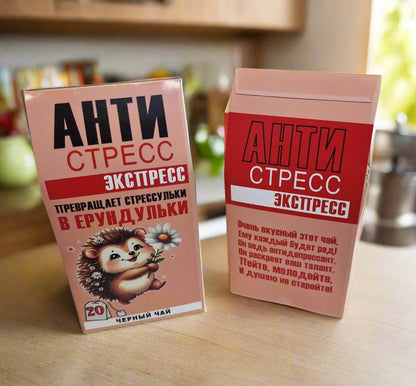 АНТИ
СТРЕСС
ЭКСПРЕСС
ПРЕВРАЩАЕТ СТРЕССУЛЬКИ
В ЕРУНДУЛЬКИ
20
ЧЕРНЫЙ ЧАЙ
АНТИ
СТРЕСС
ЭКСПРЕСС
Очень вкусный этот чай,
Ему каждый будет рад!
Он ведь антидепрессант,
Он раскроет ваш талант.
Пейте, молодейте,
и душою не старейте!